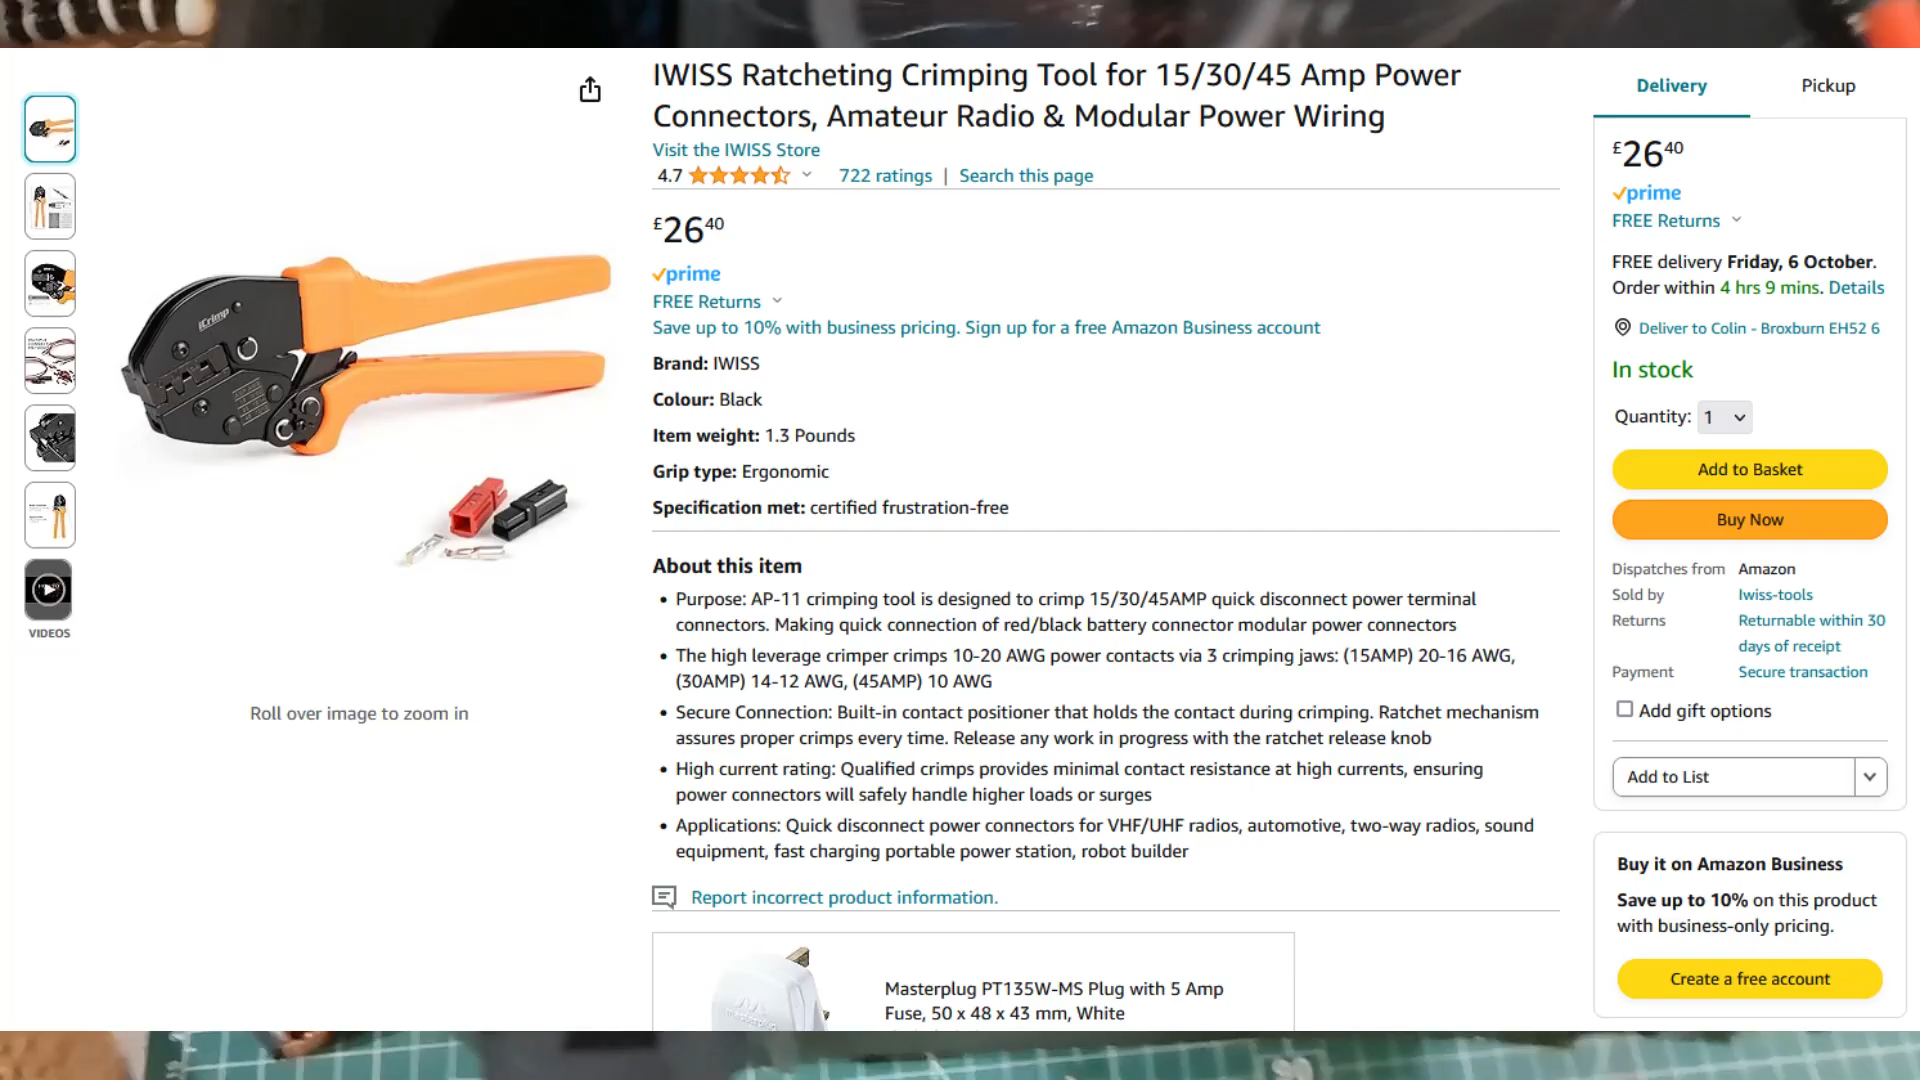 IWISS Ratcheting Crimping Tool for 15/30/45 Amp Power
Connectors, Amateur Radio & Modular Power Wiring
Visit the IWISS Store
4.7
722 ratings | Search this page
£26 40
prime
FREE Returns
Save up to 10% with business pricing. Sign up for a free Amazon Business account
Brand: IWISS
Colour: Black
Item weight: 1.3 Pounds
Grip type: Ergonomic
Specification met: certified frustration-free
About this item
• Purpose: AP-11 crimping tool is designed to crimp 15/30/45AMP quick disconnect power terminal
connectors. Making quick connection of red/black battery connector modular power connectors
• The high leverage crimper crimps 10-20 AWG power contacts via 3 crimping jaws: (15AMP) 20-16 AWG,
(30AMP) 14-12 AWG, (45AMP) 10 AWG
• Secure Connection: Built-in contact positioner that holds the contact during crimping. Ratchet mechanism
assures proper crimps every time. Release any work in progress with the ratchet release knob
• High current rating: Qualified crimps provides minimal contact resistance at high currents, ensuring
power connectors will safely handle higher loads or surges
• Applications: Quick disconnect power connectors for VHF/UHF radios, automotive, two-way radios, sound
equipment, fast charging portable power station, robot builder
Report incorrect product information.
Masterplug PT135W-MS Plug with 5 Amp
Fuse, 50 x 48 x 43 mm, White
iCrimp
VIDEOS
Roll over image to zoom in
Delivery
Pickup
£26 40
prime
FREE Returns
FREE delivery Friday, 6 October.
Order within 4 hrs 9 mins. Details
Deliver to Colin - Broxburn EH52 6
In stock
Quantity: 1
Add to Basket
Buy Now
Dispatches from Amazon
Sold by Iwiss-tools
Returns Returnable within 30
days of receipt
Payment Secure transaction
Add gift options
Add to List
Buy it on Amazon Business
Save up to 10% on this product
with business-only pricing.
Create a free account